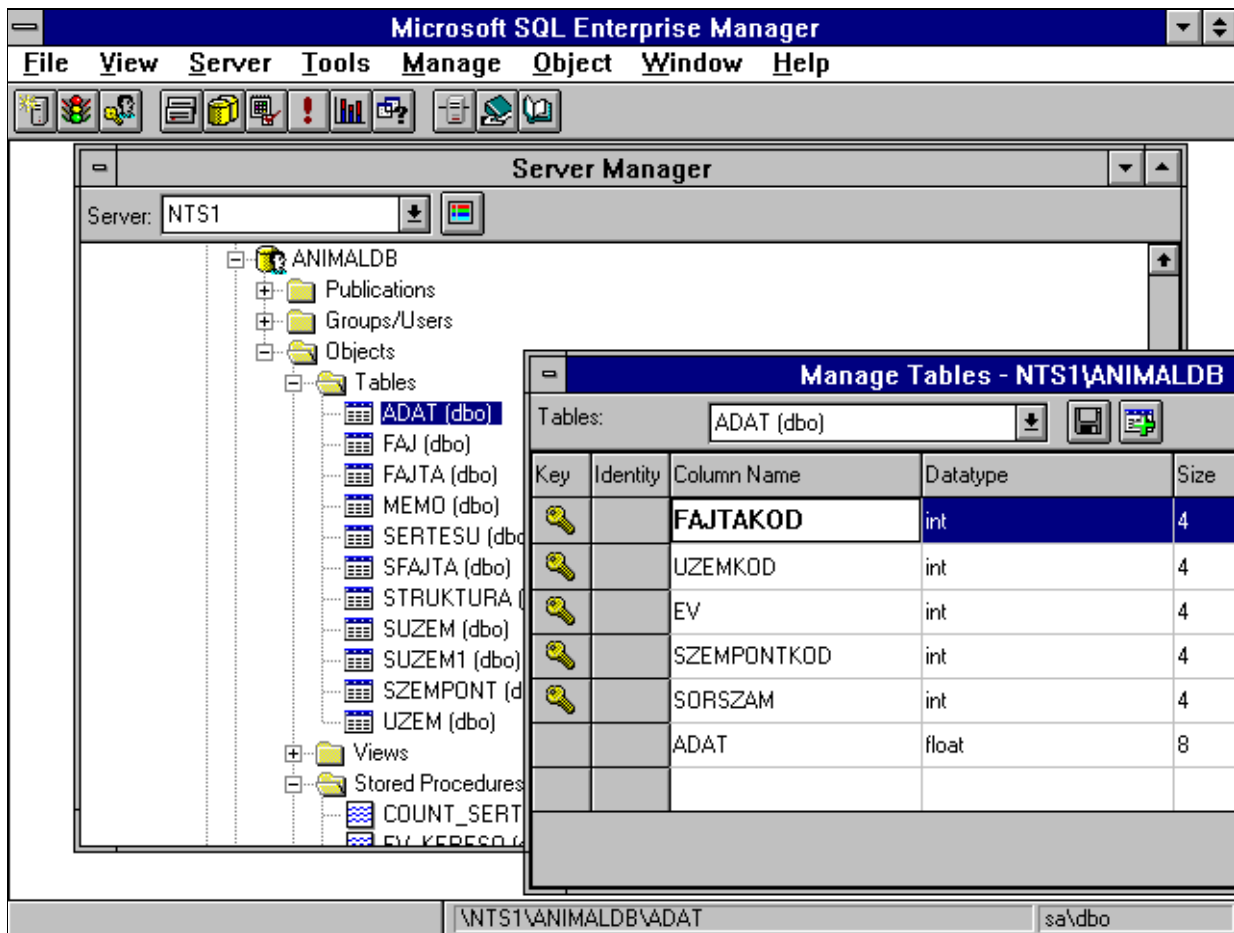 Microsoft SQL Enterprise Manager
File View Server Tools Manage Object Window Help
Server Manager
Server: NTS1
ANIMALDB
Publications
Groups/Users
Objects
Tables
ADAT (dbo)
FAJ (dbo)
FAJTA (dbo)
MEMO (dbo)
SERTESU (dbo
SFAJTA (dbo)
STRUKTURA (
SUZEM (dbo)
SUZEM1 (dbo)
SZEMPONT (d
UZEM (dbo)
Views
Stored Procedures
COUNT_SERT
EV_KERESO (
Manage Tables - NTS1\ANIMALDB
Tables: ADAT (dbo)
Key Identity Column Name Datatype Size
FAJTAKOD int 4
UZEMKOD int 4
EV int 4
SZEMPONTKOD int 4
SORSZAM int 4
ADAT float 8
\NTS1\ANIMALDB\ADAT sa\dbo